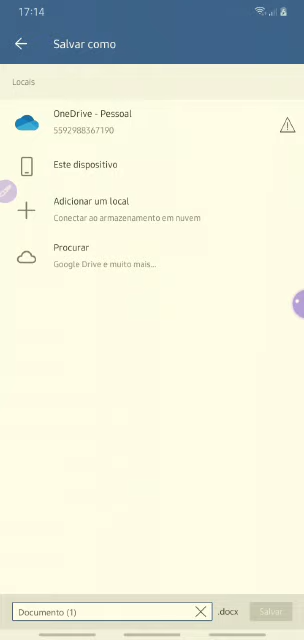 17:14
Salvar como
Locais
OneDrive - Pessoal
5592988367190
Este dispositivo
Adicionar um local
Conectar ao armazenamento em nuvem
Procurar
Google Drive e muito mais...
Documento (1)
.docx
Salvar